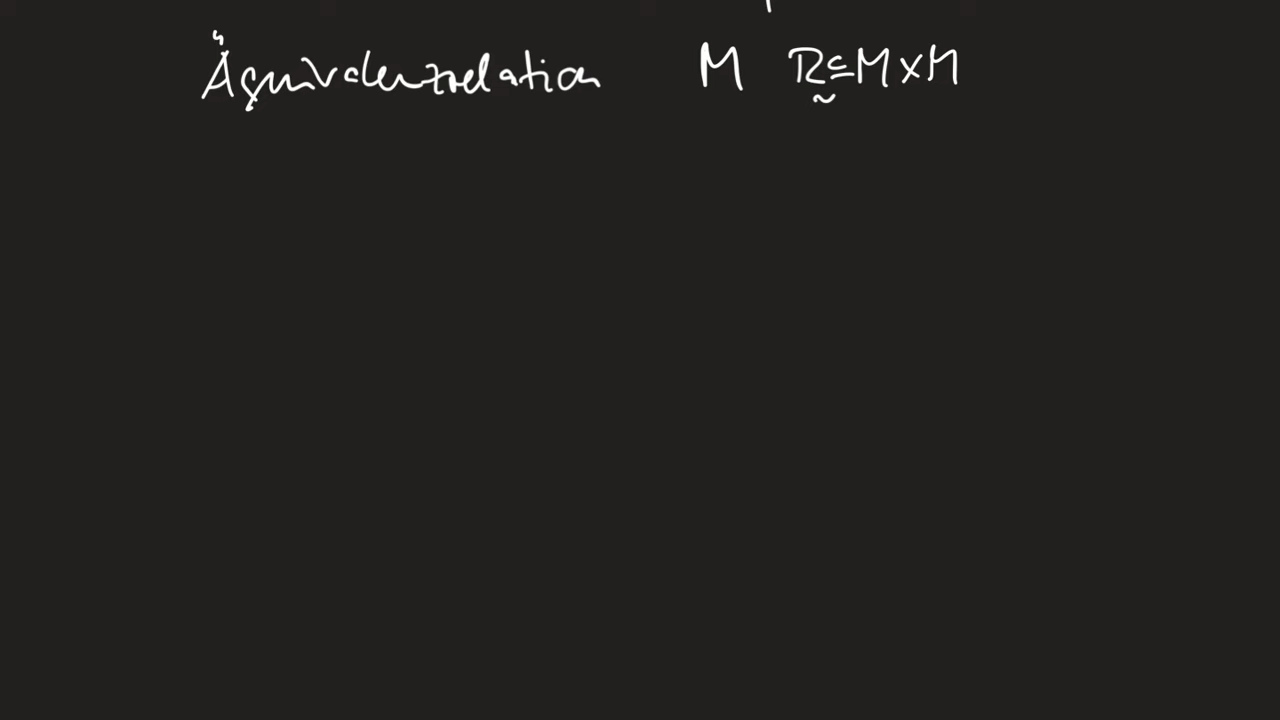 Äquivalenzrelation M R ⊆ M × M
~